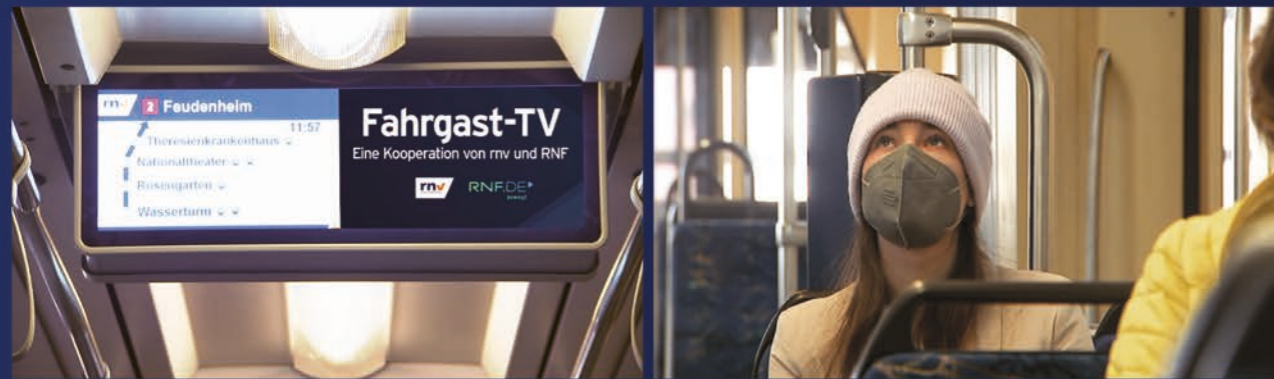 rnv 2 Feudenheim
11:57
Theresienkrankenhaus
Nationaltheater
Rosengarten
Wasserturm
Fahrgast-TV
Eine Kooperation von rnv und RNF
rnv RNF.DE